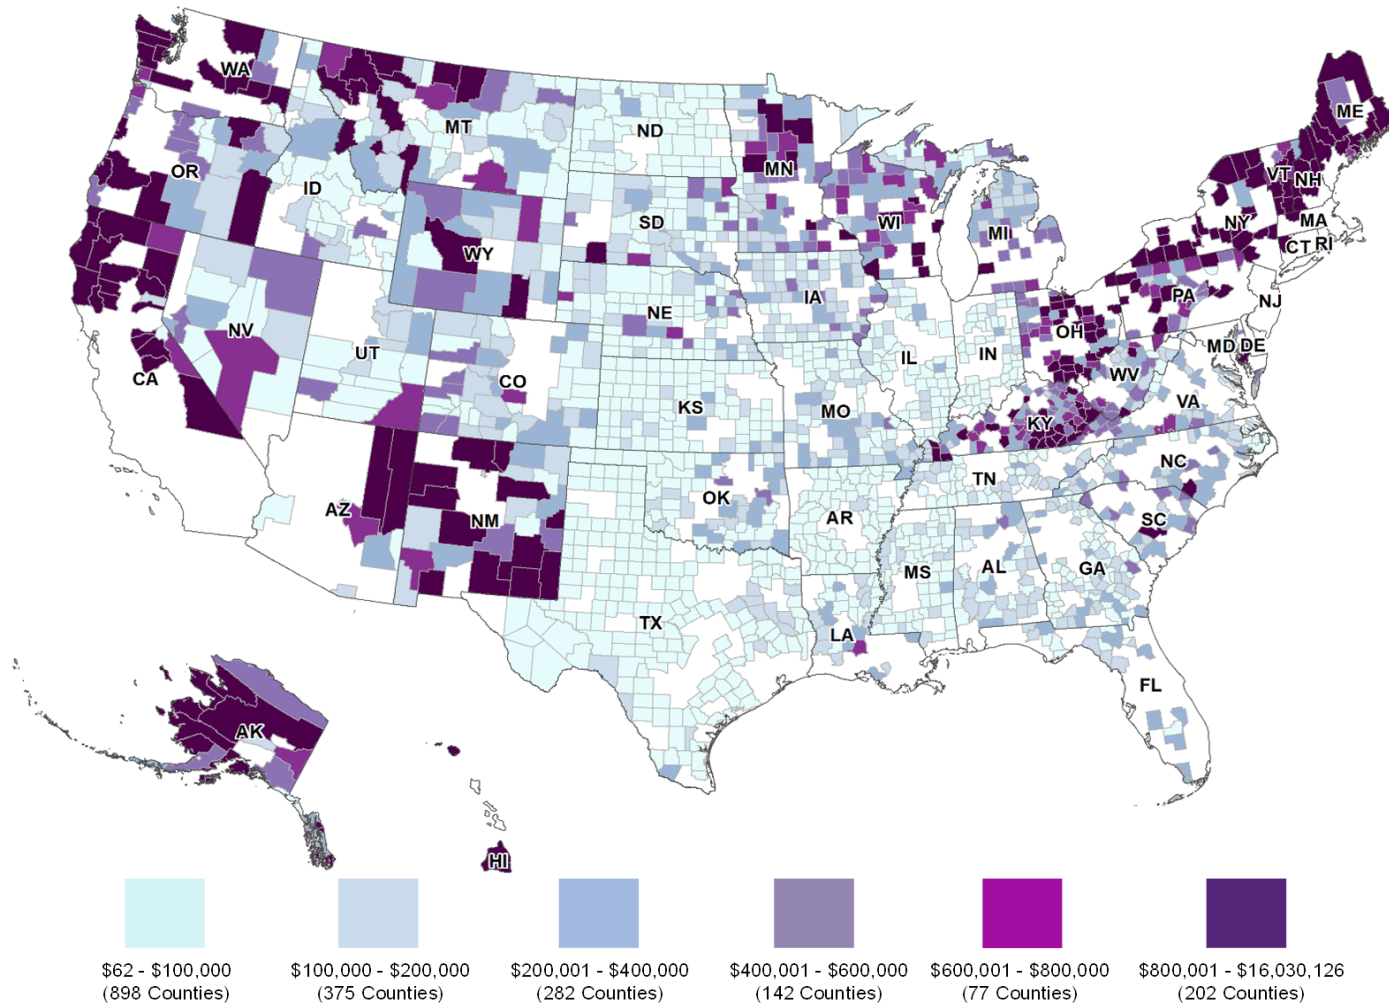 WA
MT
ND
MN
ME
VT
NH
OR
ID
SD
WI
MI
NY
MA
CT
RI
WY
IA
PA
NJ
NE
OH
NV
UT
IL
IN
MD
DE
CA
CO
WV
KS
MO
KY
VA
NC
TN
OK
AZ
NM
AR
SC
MS
AL
GA
TX
LA
FL
AK
HI
$62 - $100,000
(898 Counties)
$100,000 - $200,000
(375 Counties)
$200,001 - $400,000
(282 Counties)
$400,001 - $600,000
(142 Counties)
$600,001 - $800,000
(77 Counties)
$800,001 - $16,030,126
(202 Counties)